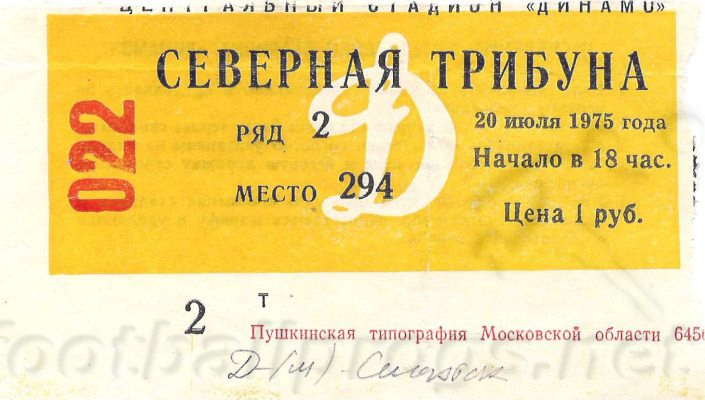 ЦЕНТРАЛЬНЫЙ СТАДИОН «ДИНАМО»
СЕВЕРНАЯ ТРИБУНА
022
РЯД 2
20 июля 1975 года
Начало в 18 час.
МЕСТО 294
Цена 1 руб.
2 Т
Пушкинская типография Московской области 645
Д-(м)-